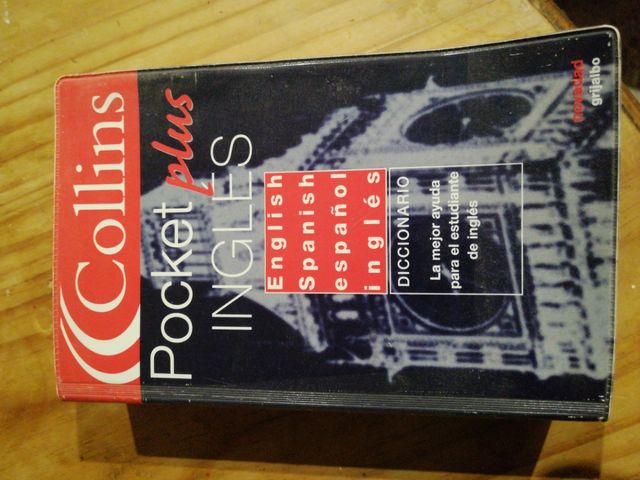 Collins
Pocket plus
INGLÉS
English
Spanish
español
inglés
DICCIONARIO
La mejor ayuda
para el estudiante
de inglés
novedad
grijalbo